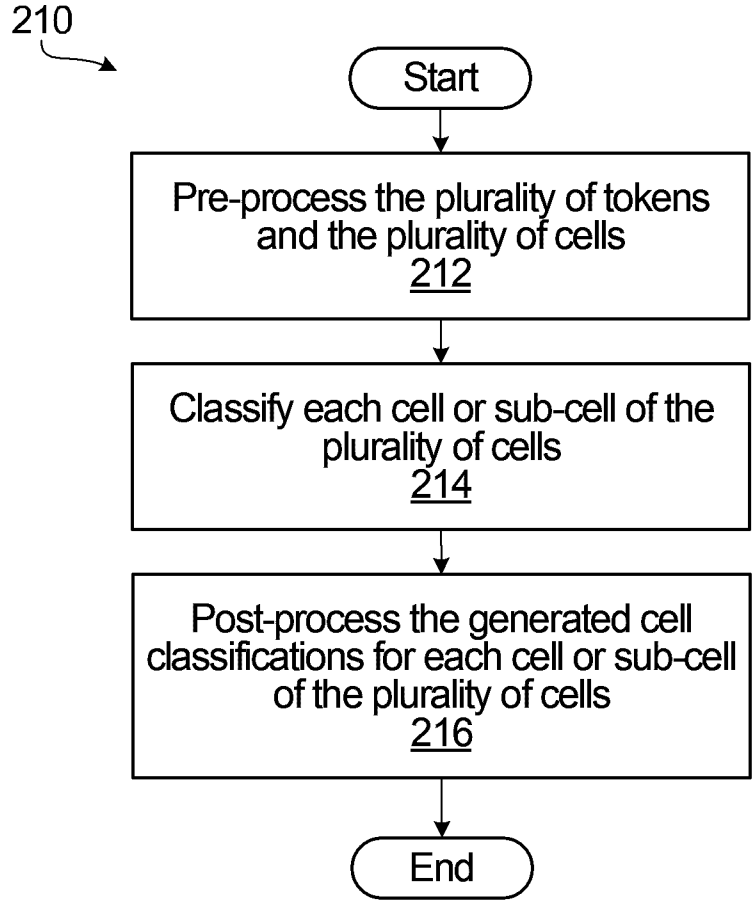 210
Start
Pre-process the plurality of tokens
and the plurality of cells
212
Classify each cell or sub-cell of the
plurality of cells
214
Post-process the generated cell
classifications for each cell or sub-cell
of the plurality of cells
216
End